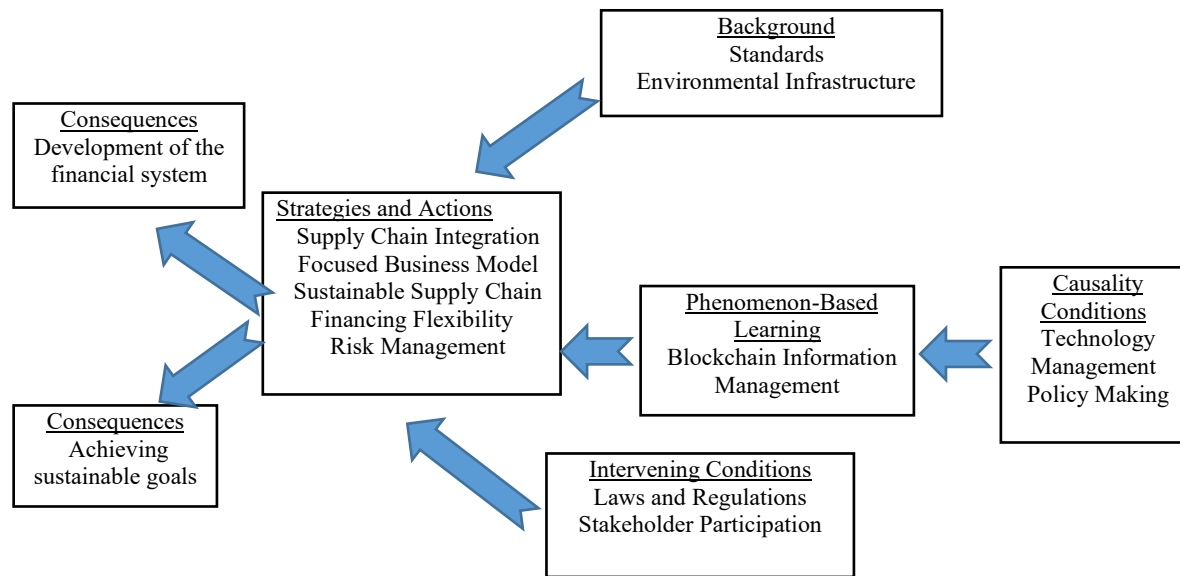 Background
Standards
Environmental Infrastructure
Consequences
Development of the
financial system
Strategies and Actions
Supply Chain Integration
Focused Business Model
Sustainable Supply Chain
Financing Flexibility
Risk Management
Phenomenon-Based
Learning
Blockchain Information
Management
Causality
Conditions
Technology
Management
Policy Making
Consequences
Achieving
sustainable goals
Intervening Conditions
Laws and Regulations
Stakeholder Participation